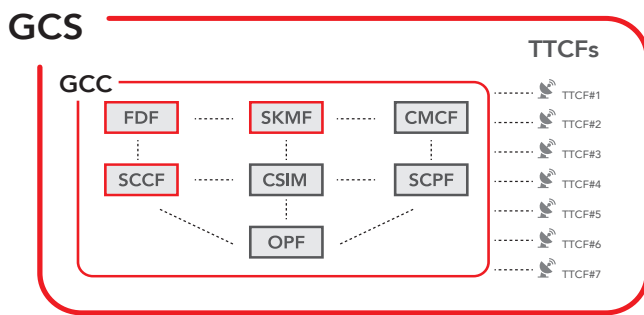 GCS
TTCFs
GCC
FDF
SKMF
CMCF
SCCF
CSIM
SCPF
OPF
TTCF#1
TTCF#2
TTCF#3
TTCF#4
TTCF#5
TTCF#6
TTCF#7